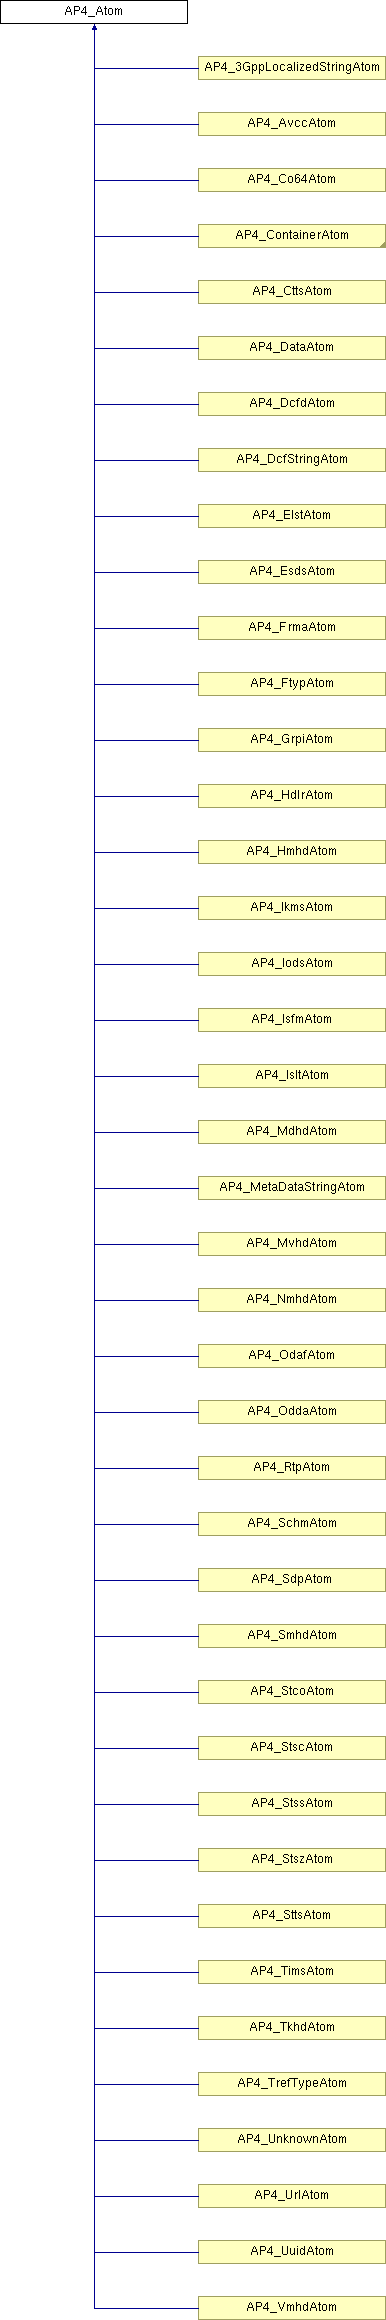 AP4_Atom
AP4_3GppLocalizedStringAtom
AP4_AvccAtom
AP4_Co64Atom
AP4_ContainerAtom
AP4_CttsAtom
AP4_DataAtom
AP4_DcfdAtom
AP4_DcfStringAtom
AP4_ElstAtom
AP4_EsdsAtom
AP4_FrmaAtom
AP4_FtypAtom
AP4_GrpiAtom
AP4_HdlrAtom
AP4_HmhdAtom
AP4_IkmsAtom
AP4_IodsAtom
AP4_IsfmAtom
AP4_IsltAtom
AP4_MdhdAtom
AP4_MetaDataStringAtom
AP4_MvhdAtom
AP4_NmhdAtom
AP4_OdafAtom
AP4_OddaAtom
AP4_RtpAtom
AP4_SchmAtom
AP4_SdpAtom
AP4_SmhdAtom
AP4_StcoAtom
AP4_StscAtom
AP4_StssAtom
AP4_StszAtom
AP4_SttsAtom
AP4_TimsAtom
AP4_TkhdAtom
AP4_TrefTypeAtom
AP4_UnknownAtom
AP4_UrlAtom
AP4_UuidAtom
AP4_VmhdAtom